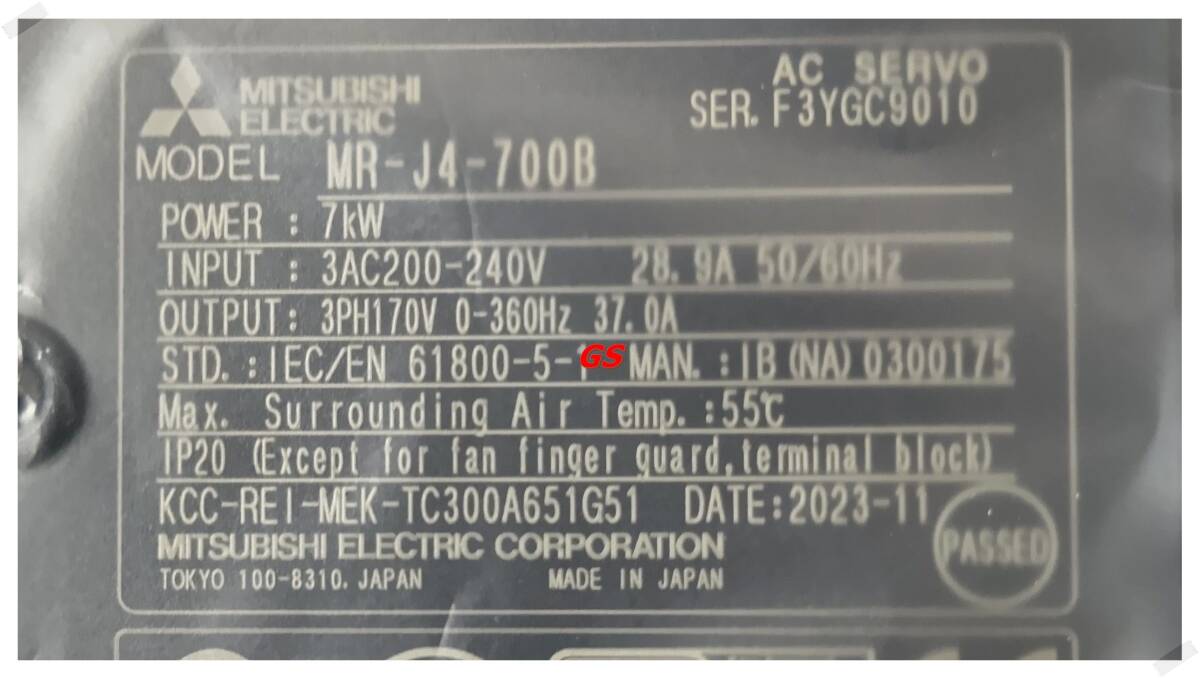 MITSUBISHI
ELECTRIC
AC SERVO
SER. F3YGC9010
MODEL MR-J4-700B
POWER : 7kW
INPUT : 3AC200-240V 28.9A 50/60Hz
OUTPUT: 3PH170V 0-360Hz 37.0A
STD. : IEC/EN 61800-5-1 GS MAN. : IB (NA) 0300175
Max. Surrounding Air Temp. :55℃
IP20 (Except for fan finger guard,terminal block)
KCC-REI-MEK-TC300A651G51 DATE:2023-11
PASSED
MITSUBISHI ELECTRIC CORPORATION
TOKYO 100-8310, JAPAN MADE IN JAPAN